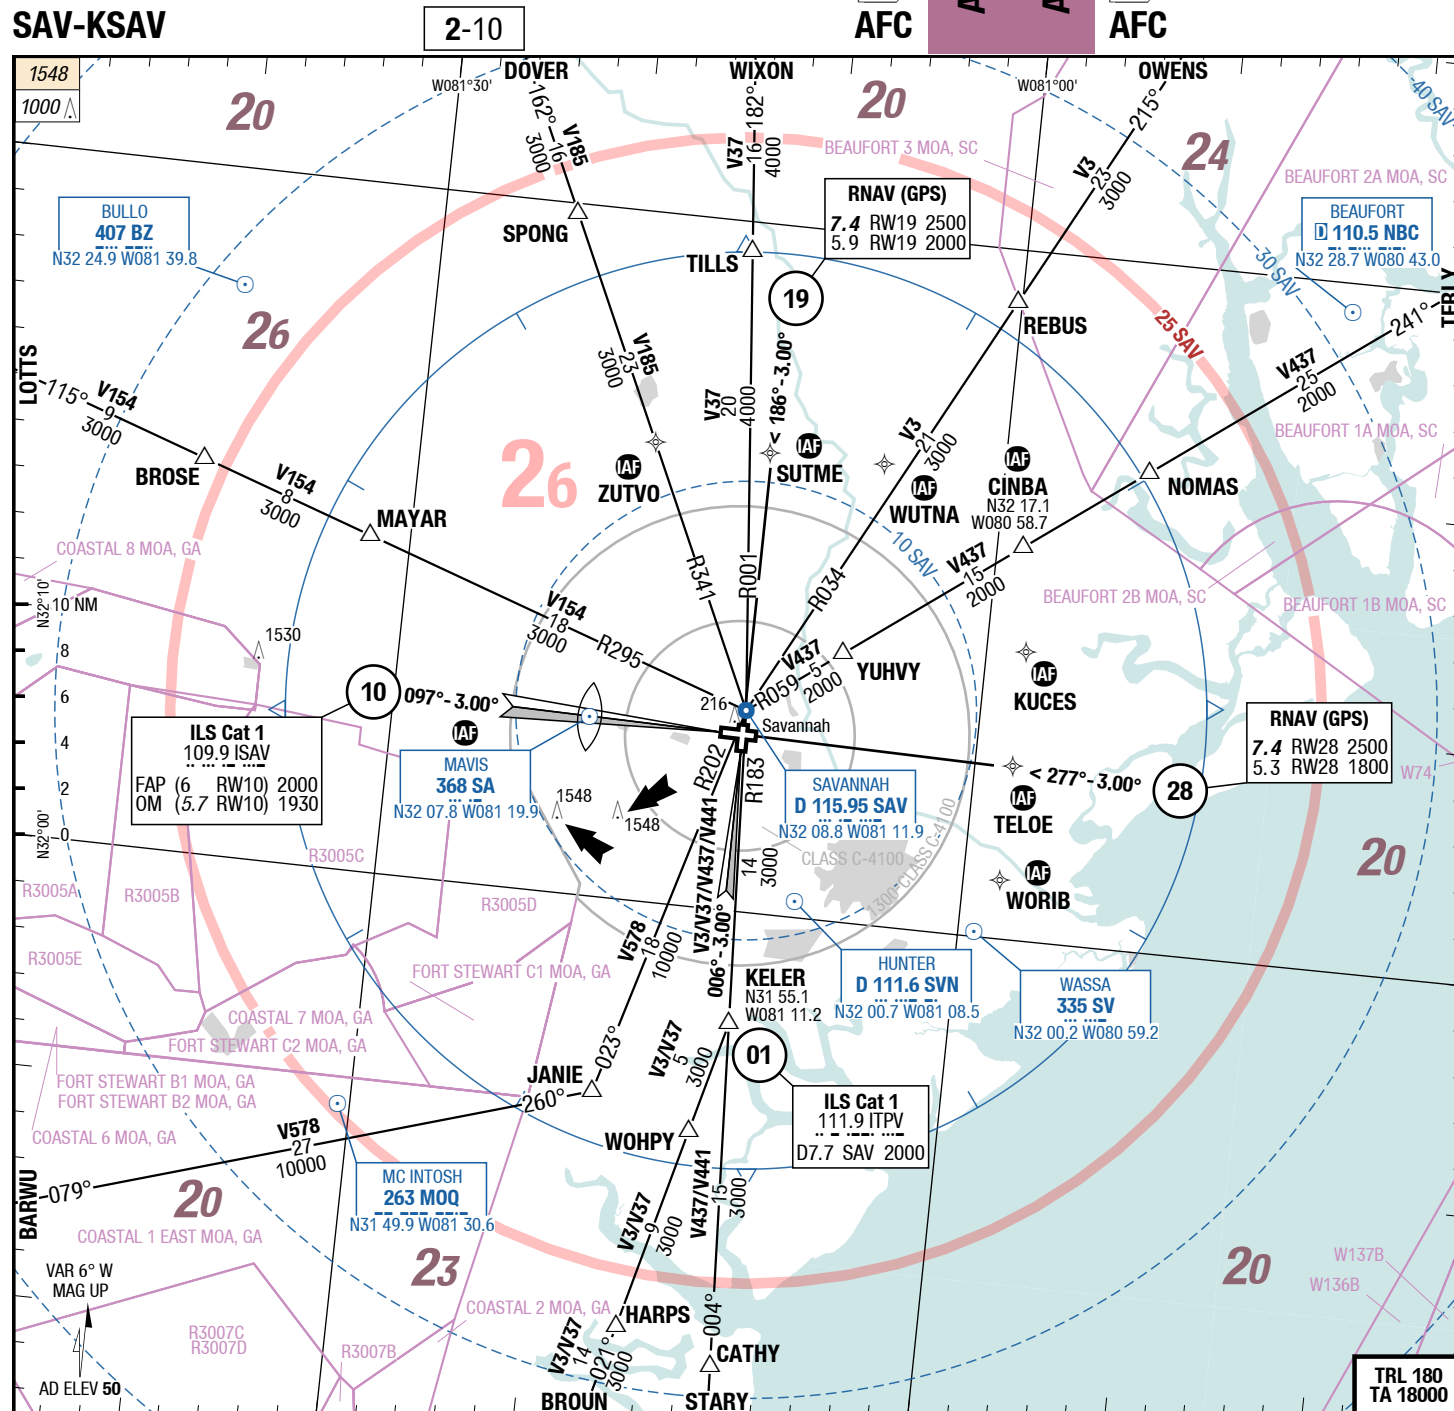 SAV-KSAV
2-10
AFC
AFC
1548
1000
20
W081°30'
DOVER
WIXON
20
W081°00'
OWENS
40 SAV
24
162°
16
3000
V185
182°
16
4000
V37
BEAUFORT 3 MOA, SC
215°
V3
23
3000
BEAUFORT 2A MOA, SC
BULLO
407 BZ
N32 24.9 W081 39.8
SPONG
TILLS
RNAV (GPS)
7.4 RW19 2500
5.9 RW19 2000
19
BEAUFORT
D 110.5 NBC
N32 28.7 W080 43.0
30 SAV
TERLY
REBUS
25 SAV
26
241°
V437
25
2000
LOTTS
115°
V154
9
3000
V185
23
3000
V37
20
4000
< 186°-3.00°
BROSE
V154
8
3000
26
IAF
ZUTVO
IAF
SUTME
V3
21
3000
IAF
WUTNA
IAF
CINBA
N32 17.1
W080 58.7
NOMAS
BEAUFORT 1A MOA, SC
MAYAR
10 SAV
V437
15
2000
COASTAL 8 MOA, GA
R341
R001
R034
BEAUFORT 2B MOA, SC
BEAUFORT 1B MOA, SC
N32°10'
10 NM
8
6
4
2
0
N32°00'
1530
V154
18
3000
R295
V437
5
2000
R059
YUHVY
IAF
KUCES
10
097°-3.00°
216
Savannah
IAF
ILS Cat 1
109.9 ISAV
FAP (6 RW10) 2000
OM (5.7 RW10) 1930
MAVIS
368 SA
N32 07.8 W081 19.9
R202
R183
SAVANNAH
D 115.95 SAV
N32 08.8 W081 11.9
< 277°-3.00°
28
IAF
TELOE
RNAV (GPS)
7.4 RW28 2500
5.3 RW28 1800
W74
1548
1548
CLASS C-4100
1300-CLASS C-4100
14
3000
20
R3005C
R3005A
R3005B
R3005D
R3005E
IAF
WORIB
V578
18
10000
V3/V37/V437/V441
006°-3.00°
FORT STEWART C1 MOA, GA
KELER
N31 55.1
W081 11.2
HUNTER
D 111.6 SVN
N32 00.7 W081 08.5
WASSA
335 SV
N32 00.2 W080 59.2
COASTAL 7 MOA, GA
FORT STEWART C2 MOA, GA
01
023°
V3/V37
5
3000
JANIE
260°
FORT STEWART B1 MOA, GA
FORT STEWART B2 MOA, GA
COASTAL 6 MOA, GA
ILS Cat 1
111.9 ITPV
D7.7 SAV 2000
V578
27
10000
WOHPY
MC INTOSH
263 MOQ
N31 49.9 W081 30.6
079°
BARWU
20
COASTAL 1 EAST MOA, GA
V3/V37
9
3000
V437/V441
15
3000
23
20
W137B
W136B
VAR 6° W
MAG UP
COASTAL 2 MOA, GA
HARPS
004°
R3007C
R3007D
R3007B
V3/V37
14
021°
3000
CATHY
AD ELEV 50
BROUN
STARY
TRL 180
TA 18000